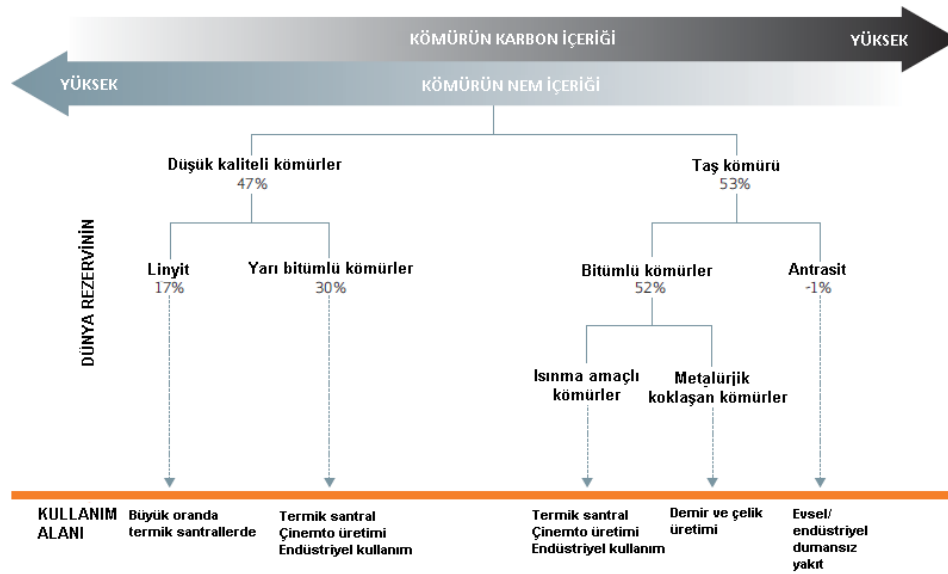 KÖMÜRÜN KARBON İÇERİĞİ
YÜKSEK
YÜKSEK
KÖMÜRÜN NEM İÇERİĞİ
Düşük kaliteli kömürler
47%
Taş kömürü
53%
DÜNYA REZERVİNİN
Linyit
17%
Yarı bitümlü kömürler
30%
Bitümlü kömürler
52%
Antrasit
-1%
Isınma amaçlı
kömürler
Metalürjik
koklaşan kömürler
KULLANIM
ALANI
Büyük oranda
termik santrallerde
Termik santral
Çinemto üretimi
Endüstriyel kullanım
Termik santral
Çinemto üretimi
Endüstriyel kullanım
Demir ve çelik
üretimi
Evsel/
endüstriyel
dumansız
yakıt